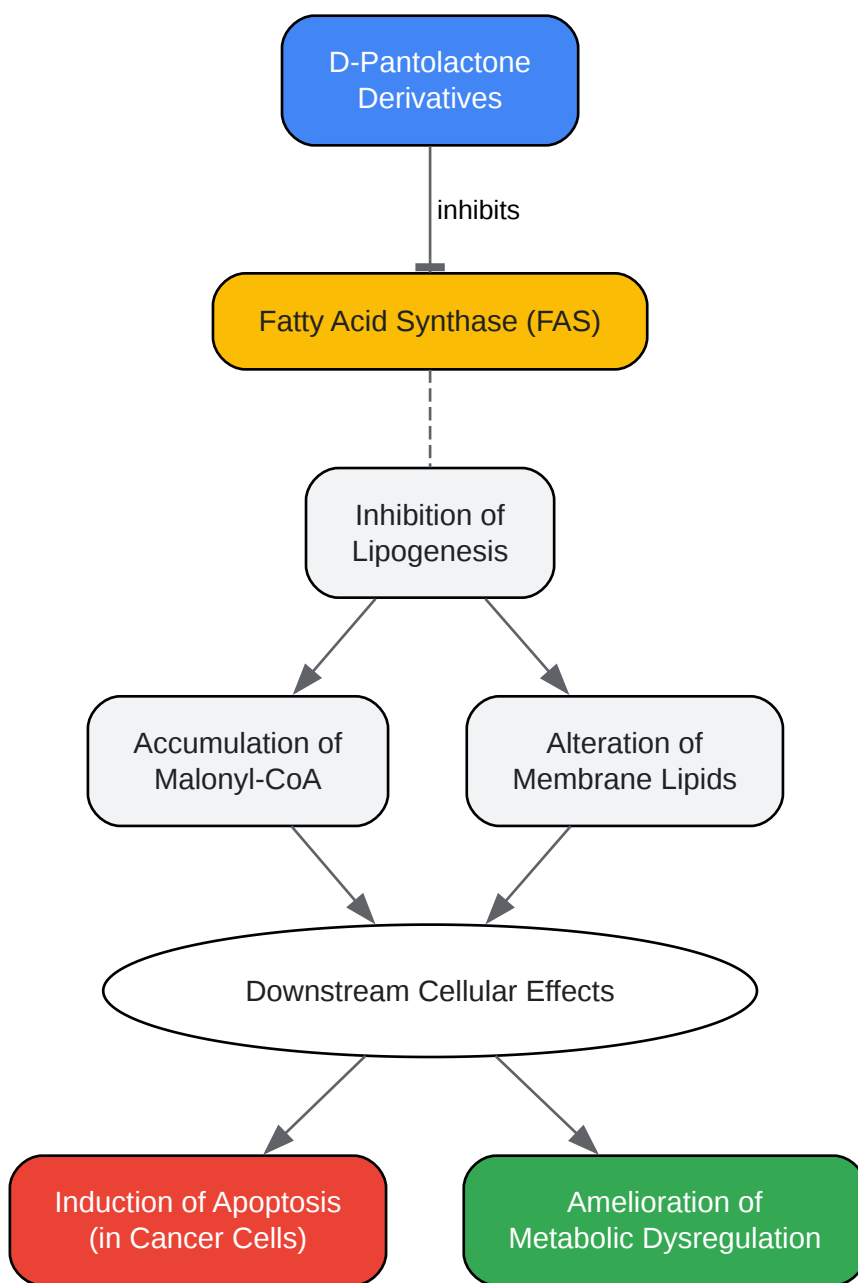 D-Pantolactone
Derivatives
inhibits
Fatty Acid Synthase (FAS)
Inhibition of
Lipogenesis
Accumulation of
Malonyl-CoA
Alteration of
Membrane Lipids
Downstream Cellular Effects
Induction of Apoptosis
(in Cancer Cells)
Amelioration of
Metabolic Dysregulation